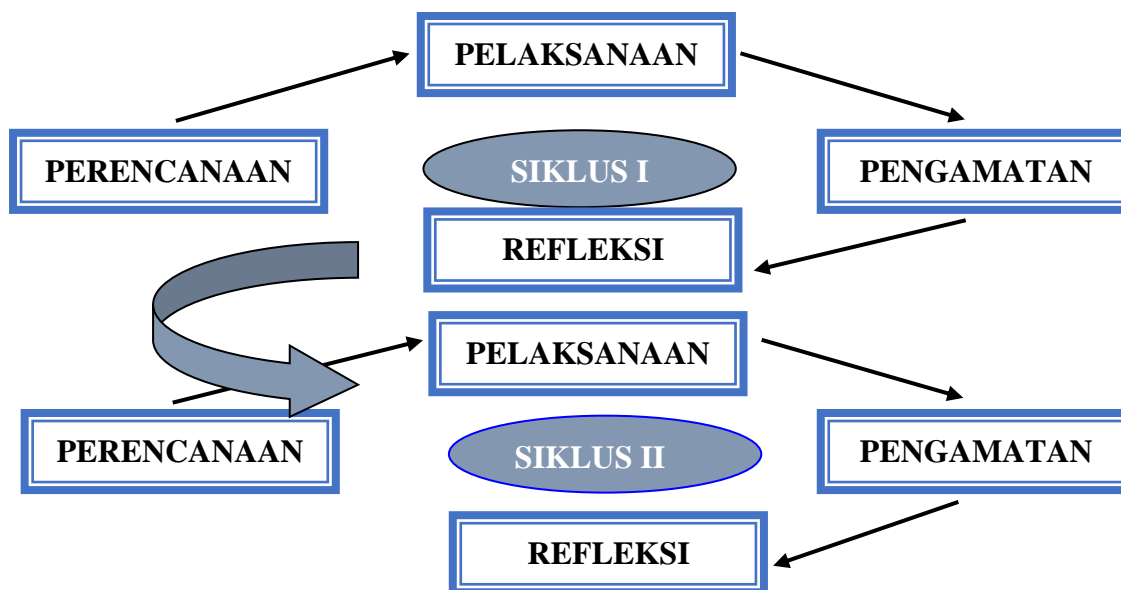 PELAKSANAAN
PERENCANAAN
SIKLUS I
PENGAMATAN
REFLEKSI
PELAKSANAAN
PERENCANAAN
SIKLUS II
PENGAMATAN
REFLEKSI